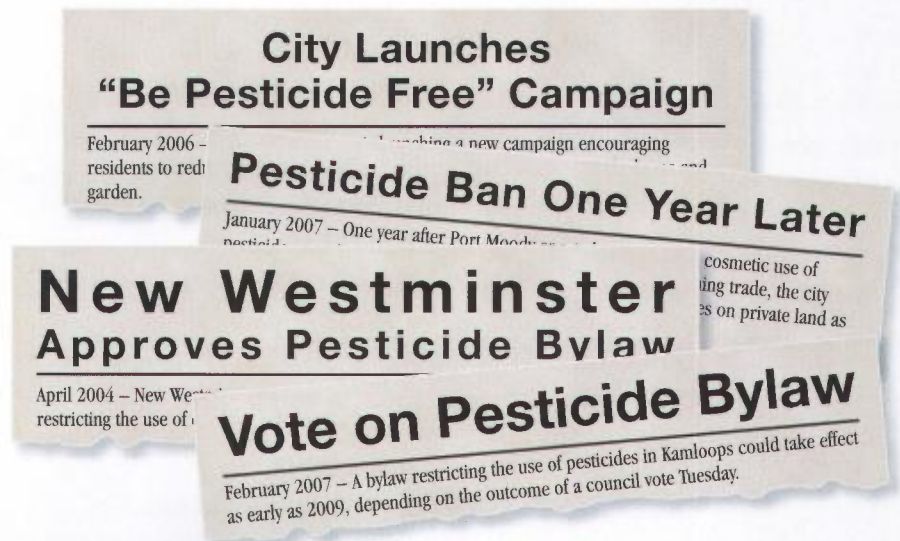 City Launches
"Be Pesticide Free" Campaign
February 2006 –
a new campaign encouraging
residents to
garden.
Pesticide Ban One Year Later
January 2007 – One year after Port Moody
cosmetic use of
trade, the city
on private land as
New Westminster
Approves Pesticide Bylaw
April 2004 – New
restricting the use of
Vote on Pesticide Bylaw
February 2007 – A bylaw restricting the use of pesticides in Kamloops could take effect
as early as 2009, depending on the outcome of a council vote Tuesday.